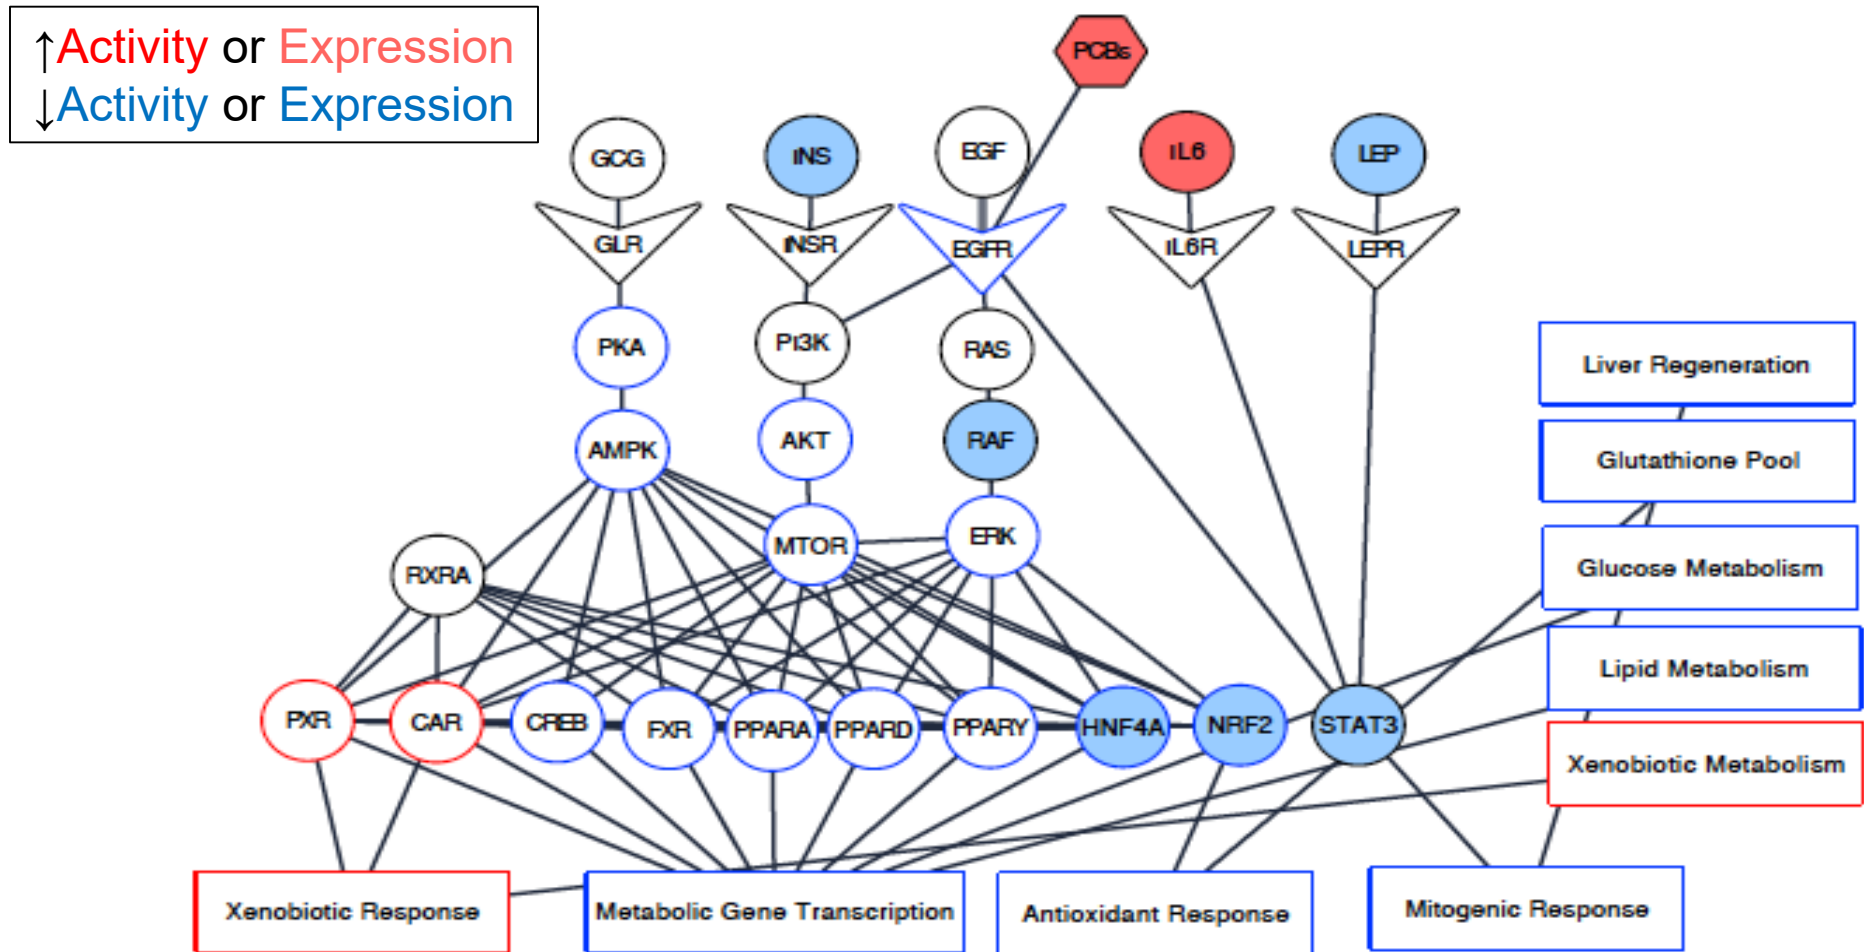 ↑Activity or Expression
↓Activity or Expression
PCBs
GCG
iNS
EGF
iL6
LEP
GLR
iNSR
EGFR
iL6R
LEPR
PKA
Pi3K
RAS
Liver Regeneration
AMPK
AKT
RAF
Glutathione Pool
RXRA
MTOR
ERK
Glucose Metabolism
Lipid Metabolism
PXR
CAR
CREB
FXR
PPARA
PPARD
PPARY
HNF4A
NRF2
STAT3
Xenobiotic Metabolism
Xenobiotic Response
Metabolic Gene Transcription
Antioxidant Response
Mitogenic Response